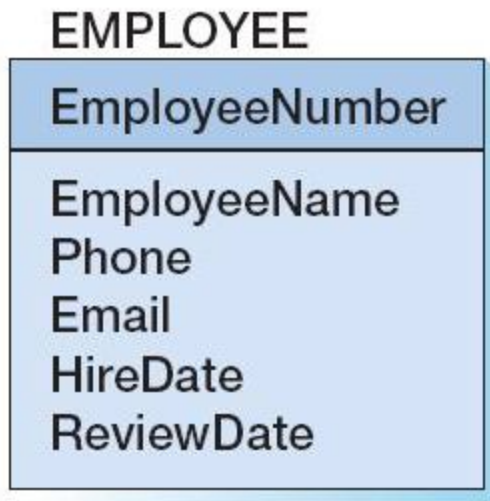 EMPLOYEE
EmployeeNumber
EmployeeName
Phone
Email
HireDate
ReviewDate